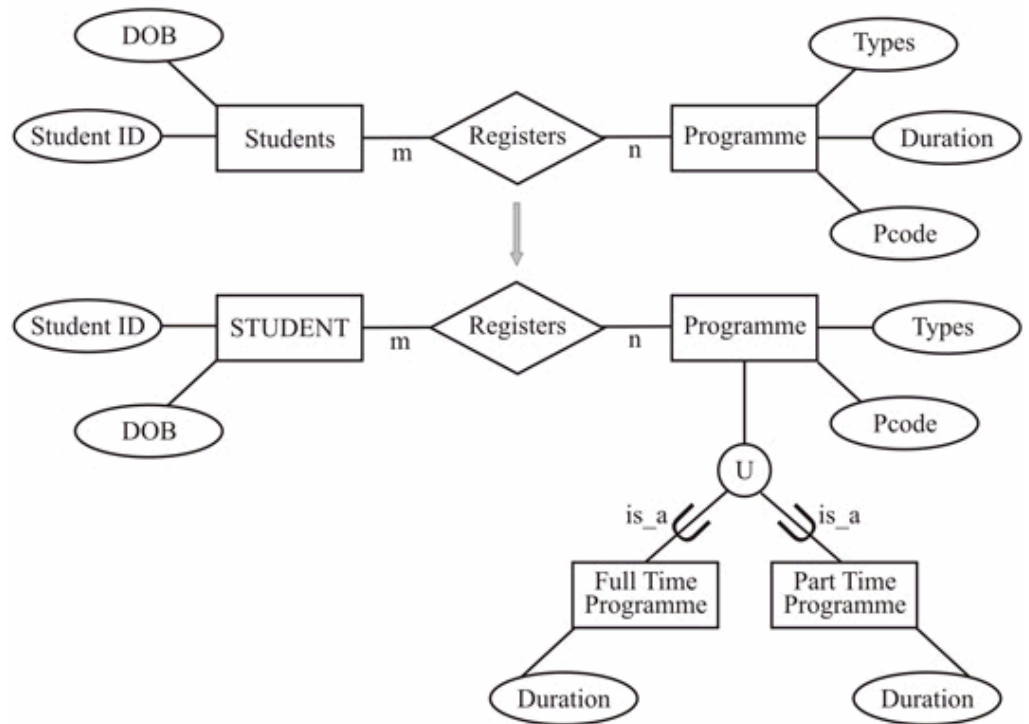 DOB
Types
Student ID
Students
m
Registers
n
Programme
Duration
Pcode
Student ID
STUDENT
m
Registers
n
Programme
Types
DOB
Pcode
U
is_a
is_a
Full Time
Programme
Part Time
Programme
Duration
Duration